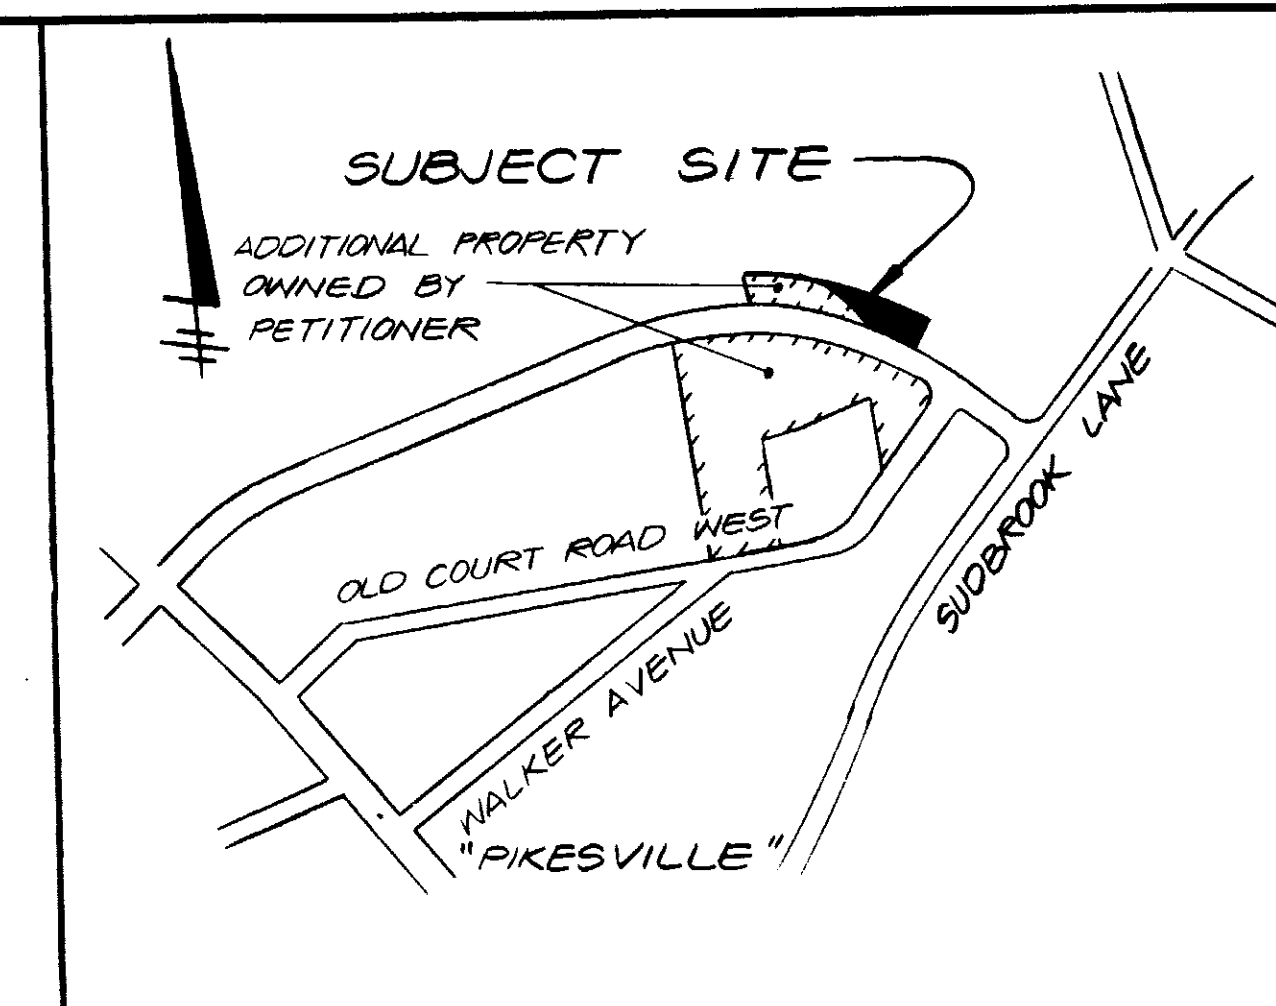 SUBJECT SITE
ADDITIONAL PROPERTY
OWNED BY
PETITIONER
OLD COURT ROAD WEST
WALKER AVENUE
SUDBROOK LANE
"PIKESVILLE"